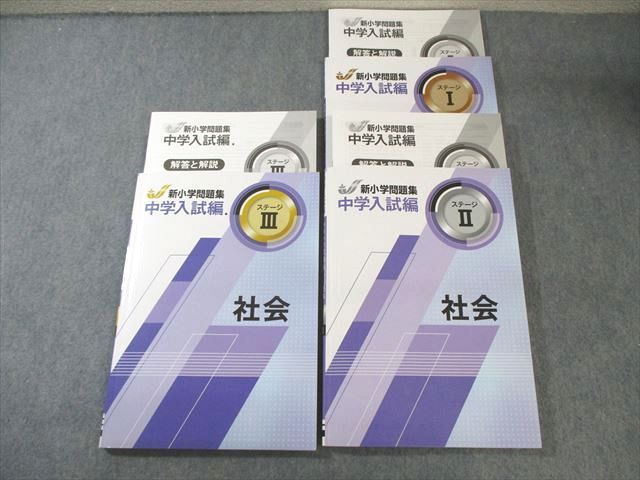 新小学問題集
中学入試編
解答と解説
ステージ
新小学問題集
中学入試編
ステージ
I
新小学問題集
中学入試編.
解答と解説
ステージ
III
新小学問題集
中学入試編
解答と解説
ステージ
新小学問題集
中学入試編.
ステージ
III
社会
新小学問題集
中学入試編
ステージ
II
社会